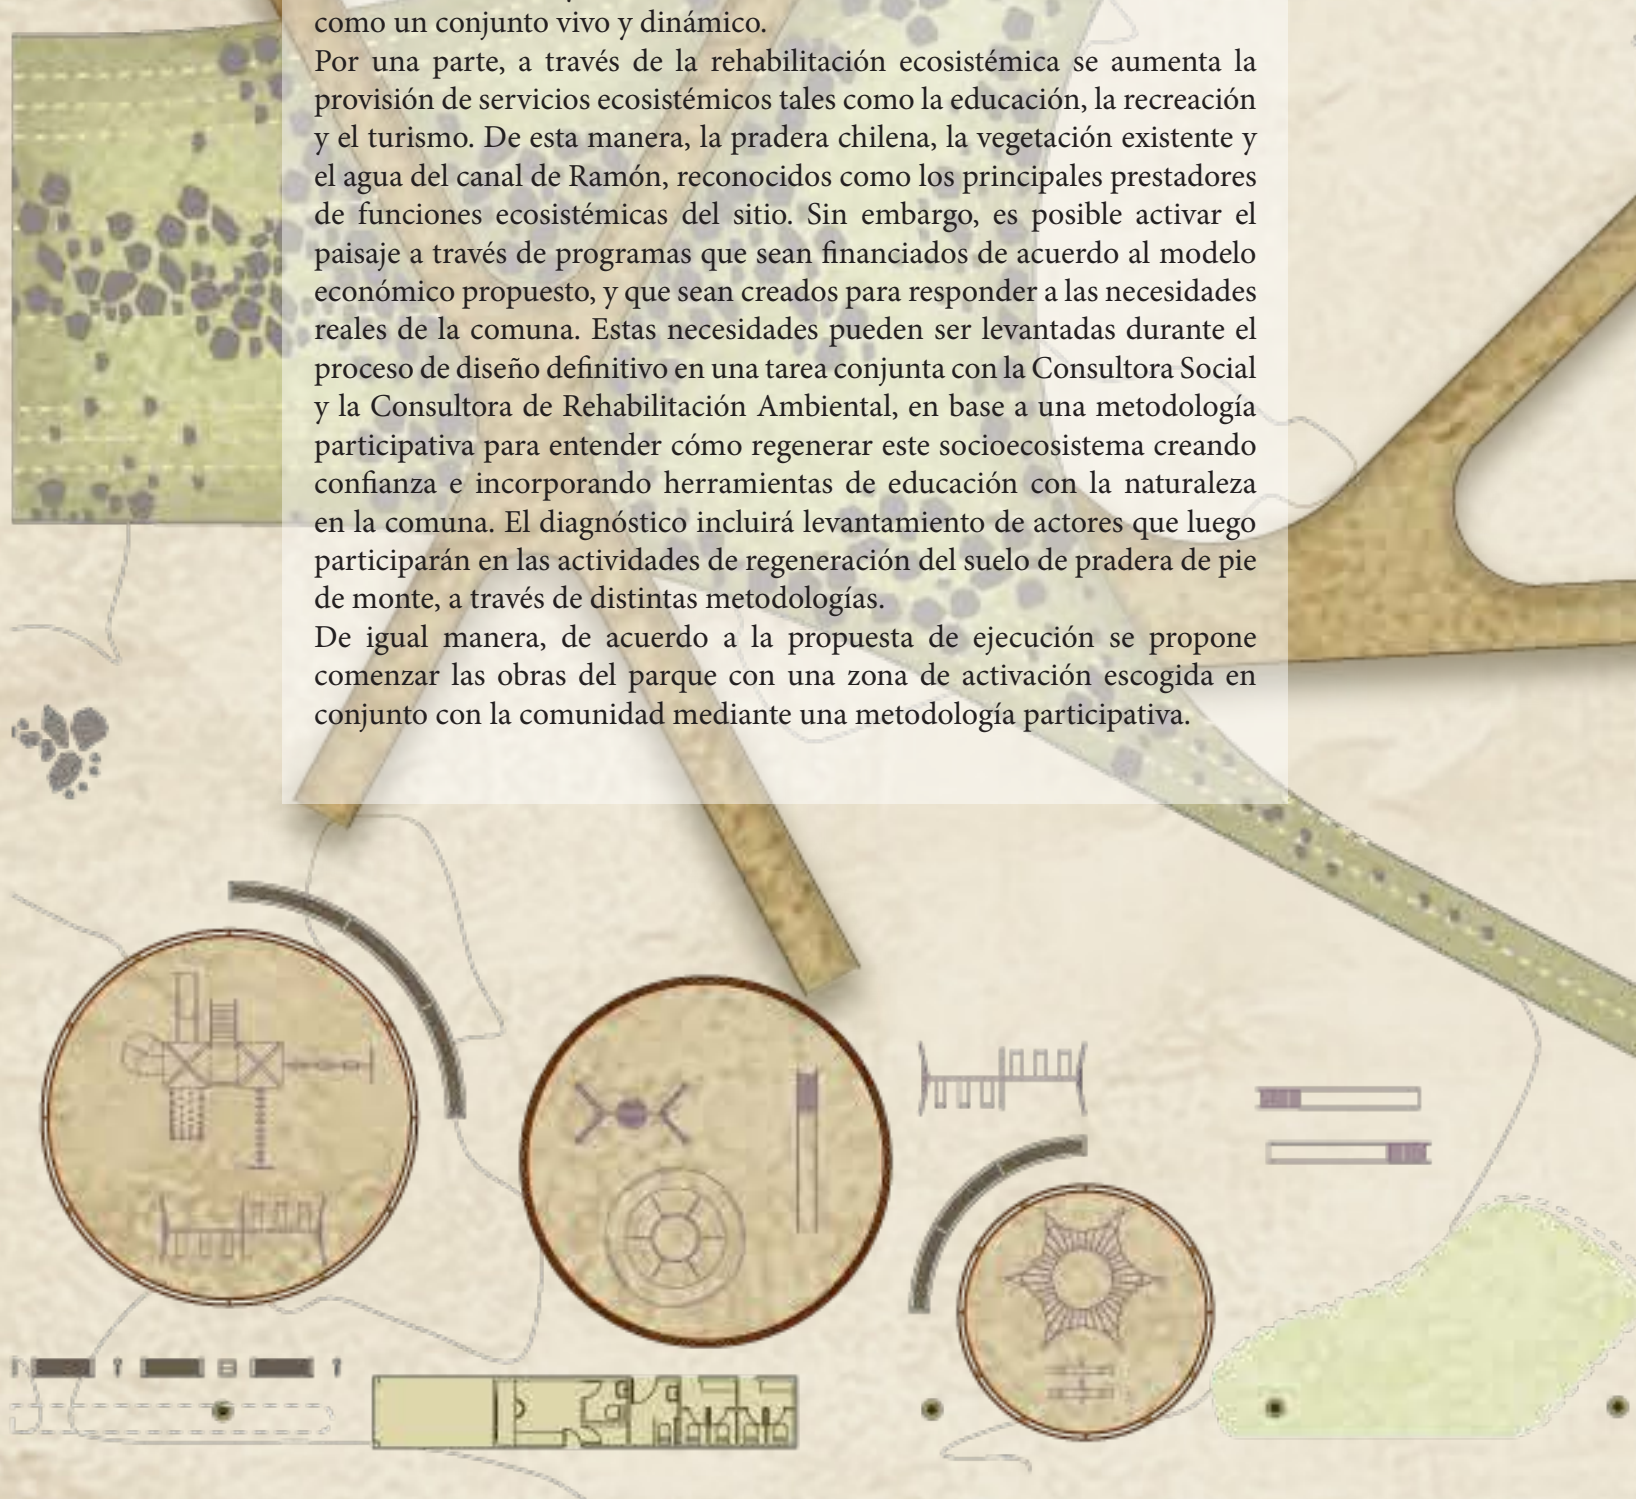 como un conjunto vivo y dinámico.
Por una parte, a través de la rehabilitación ecosistémica se aumenta la
provisión de servicios ecosistémicos tales como la educación, la recreación
y el turismo. De esta manera, la pradera chilena, la vegetación existente y
el agua del canal de Ramón, reconocidos como los principales prestadores
de funciones ecosistémicas del sitio. Sin embargo, es posible activar el
paisaje a través de programas que sean financiados de acuerdo al modelo
económico propuesto, y que sean creados para responder a las necesidades
reales de la comuna. Estas necesidades pueden ser levantadas durante el
proceso de diseño definitivo en una tarea conjunta con la Consultora Social
y la Consultora de Rehabilitación Ambiental, en base a una metodología
participativa para entender cómo regenerar este socioecosistema creando
confianza e incorporando herramientas de educación con la naturaleza
en la comuna. El diagnóstico incluirá levantamiento de actores que luego
participarán en las actividades de regeneración del suelo de pradera de pie
de monte, a través de distintas metodologías.
De igual manera, de acuerdo a la propuesta de ejecución se propone
comenzar las obras del parque con una zona de activación escogida en
conjunto con la comunidad mediante una metodología participativa.